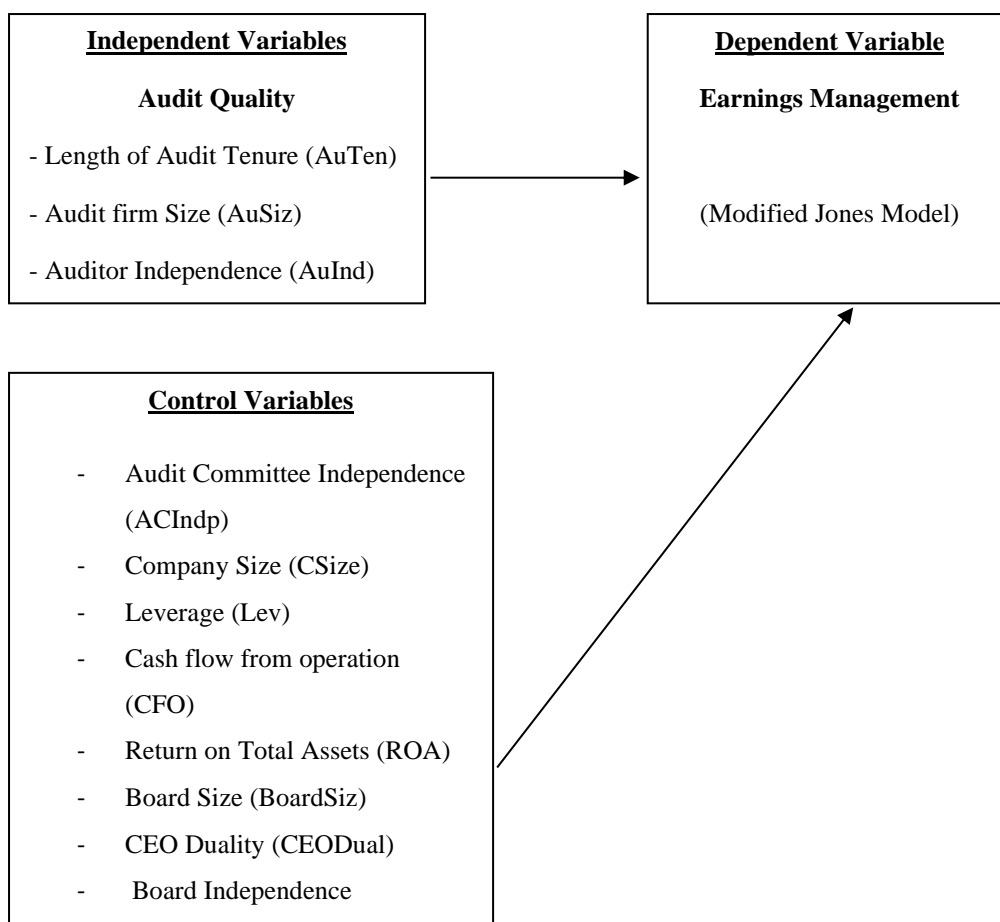 Independent Variables
Audit Quality
- Length of Audit Tenure (AuTen)
- Audit firm Size (AuSiz)
- Auditor Independence (AuInd)
Dependent Variable
Earnings Management
(Modified Jones Model)
Control Variables
- Audit Committee Independence
(ACIndp)
- Company Size (CSize)
- Leverage (Lev)
- Cash flow from operation
(CFO)
- Return on Total Assets (ROA)
- Board Size (BoardSiz)
- CEO Duality (CEODual)
- Board Independence